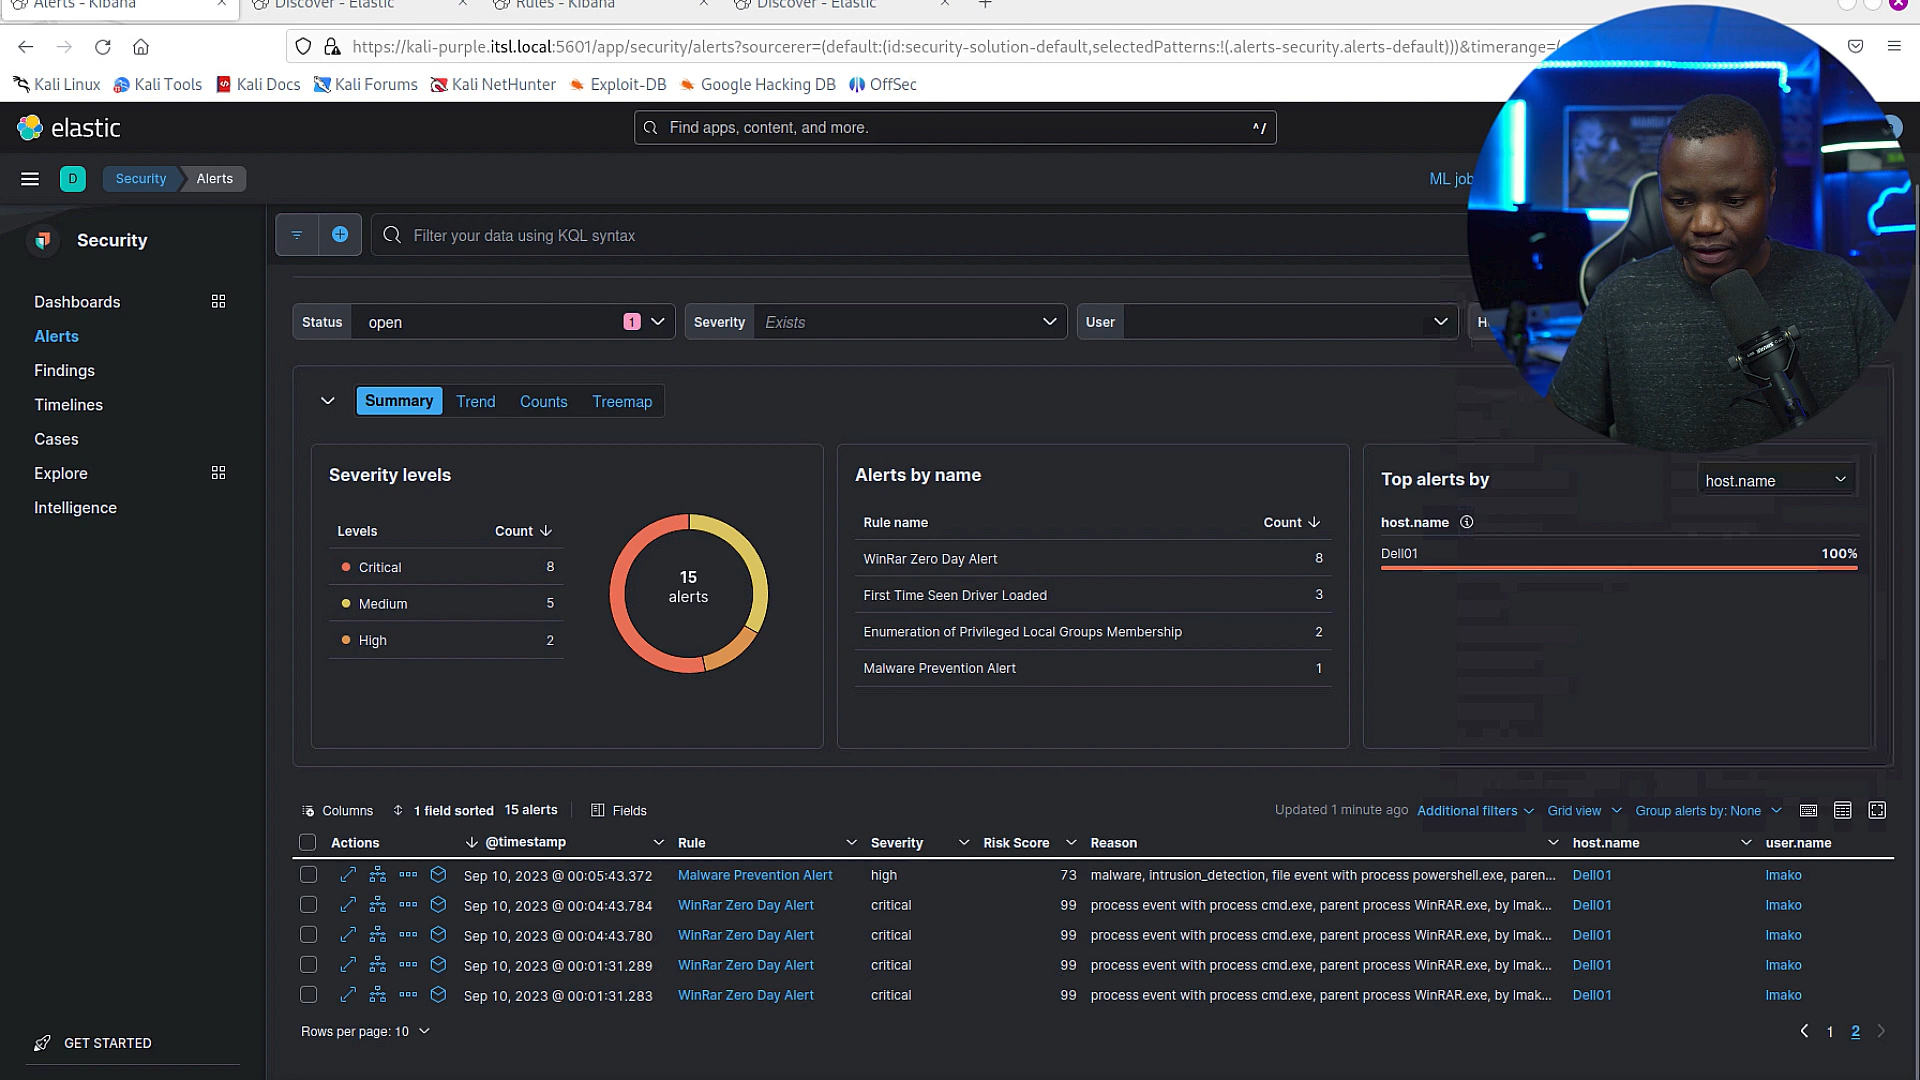 Alerts - Kibana
Discover - Elastic
Rules - Kibana
Discover - Elastic
https://kali-purple.itsl.local:5601/app/security/alerts?sourcerer=(default:(id:security-solution-default,selectedPatterns:!(.alerts-security.alerts-default)))&timerange=(
Kali Linux
Kali Tools
Kali Docs
Kali Forums
Kali NetHunter
Exploit-DB
Google Hacking DB
OffSec
elastic
Find apps, content, and more.
^/
D
Security
Alerts
ML job
Security
Filter your data using KQL syntax
Dashboards
Alerts
Findings
Timelines
Cases
Explore
Intelligence
GET STARTED
Status
open
1
Severity
Exists
User
H
Summary
Trend
Counts
Treemap
Severity levels
Levels Count
Critical 8
Medium 5
High 2
15
alerts
Alerts by name
Rule name Count
WinRar Zero Day Alert 8
First Time Seen Driver Loaded 3
Enumeration of Privileged Local Groups Membership 2
Malware Prevention Alert 1
Top alerts by
host.name
host.name
Dell01 100%
Columns
1 field sorted
15 alerts
Fields
Updated 1 minute ago
Additional filters
Grid view
Group alerts by: None
Actions @timestamp Rule Severity Risk Score Reason host.name user.name
Sep 10, 2023 @ 00:05:43.372 Malware Prevention Alert high 73 malware, intrusion_detection, file event with process powershell.exe, paren... Dell01 lmako
Sep 10, 2023 @ 00:04:43.784 WinRar Zero Day Alert critical 99 process event with process cmd.exe, parent process WinRAR.exe, by lmak... Dell01 lmako
Sep 10, 2023 @ 00:04:43.780 WinRar Zero Day Alert critical 99 process event with process cmd.exe, parent process WinRAR.exe, by lmak... Dell01 lmako
Sep 10, 2023 @ 00:01:31.289 WinRar Zero Day Alert critical 99 process event with process cmd.exe, parent process WinRAR.exe, by lmak... Dell01 lmako
Sep 10, 2023 @ 00:01:31.283 WinRar Zero Day Alert critical 99 process event with process cmd.exe, parent process WinRAR.exe, by lmak... Dell01 lmako
Rows per page: 10
1
2